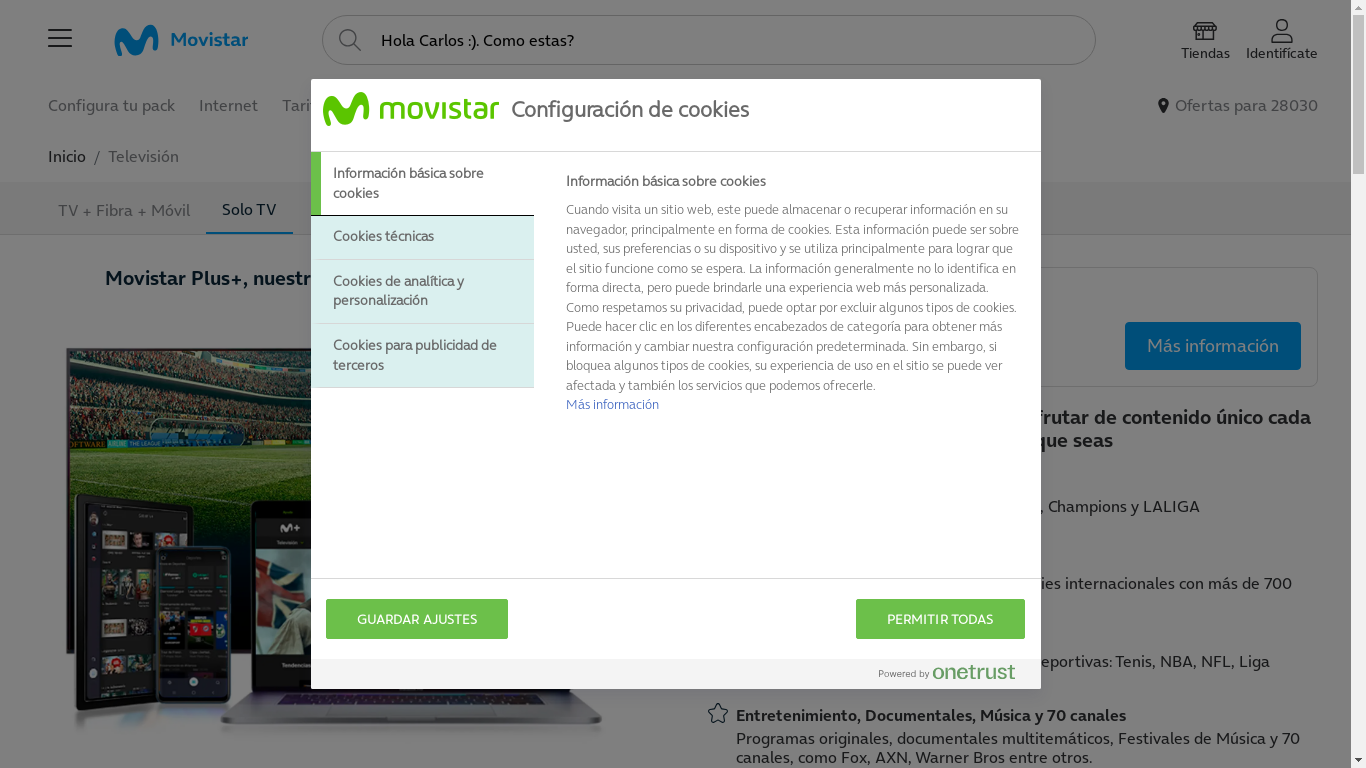 Movistar
Hola Carlos :). Como estas?
Tiendas
Identifícate
Configura tu pack
Internet
Ofertas para 28030
Inicio / Televisión
TV + Fibra + Móvil
Solo TV
Más información
movistar
Configuración de cookies
Información básica sobre
cookies
Cookies técnicas
Cookies de analítica y
personalización
Cookies para publicidad de
terceros
Información básica sobre cookies
Cuando visita un sitio web, este puede almacenar o recuperar información en su
navegador, principalmente en forma de cookies. Esta información puede ser sobre
usted, sus preferencias o su dispositivo y se utiliza principalmente para lograr que
el sitio funcione como se espera. La información generalmente no lo identifica en
forma directa, pero puede brindarle una experiencia web más personalizada.
Como respetamos su privacidad, puede optar por excluir algunos tipos de cookies.
Puede hacer clic en los diferentes encabezados de categoría para obtener más
información y cambiar nuestra configuración predeterminada. Sin embargo, si
bloquea algunos tipos de cookies, su experiencia de uso en el sitio se puede ver
afectada y también los servicios que podemos ofrecerle.
Más información
GUARDAR AJUSTES
PERMITIR TODAS
Powered by onetrust
Movistar Plus+, nuestr
frutar de contenido único cada
que seas
, Champions y LALIGA
ies internacionales con más de 700
eportivas: Tenis, NBA, NFL, Liga
Entretenimiento, Documentales, Música y 70 canales
Programas originales, documentales multitemáticos, Festivales de Música y 70
canales, como Fox, AXN, Warner Bros entre otros.